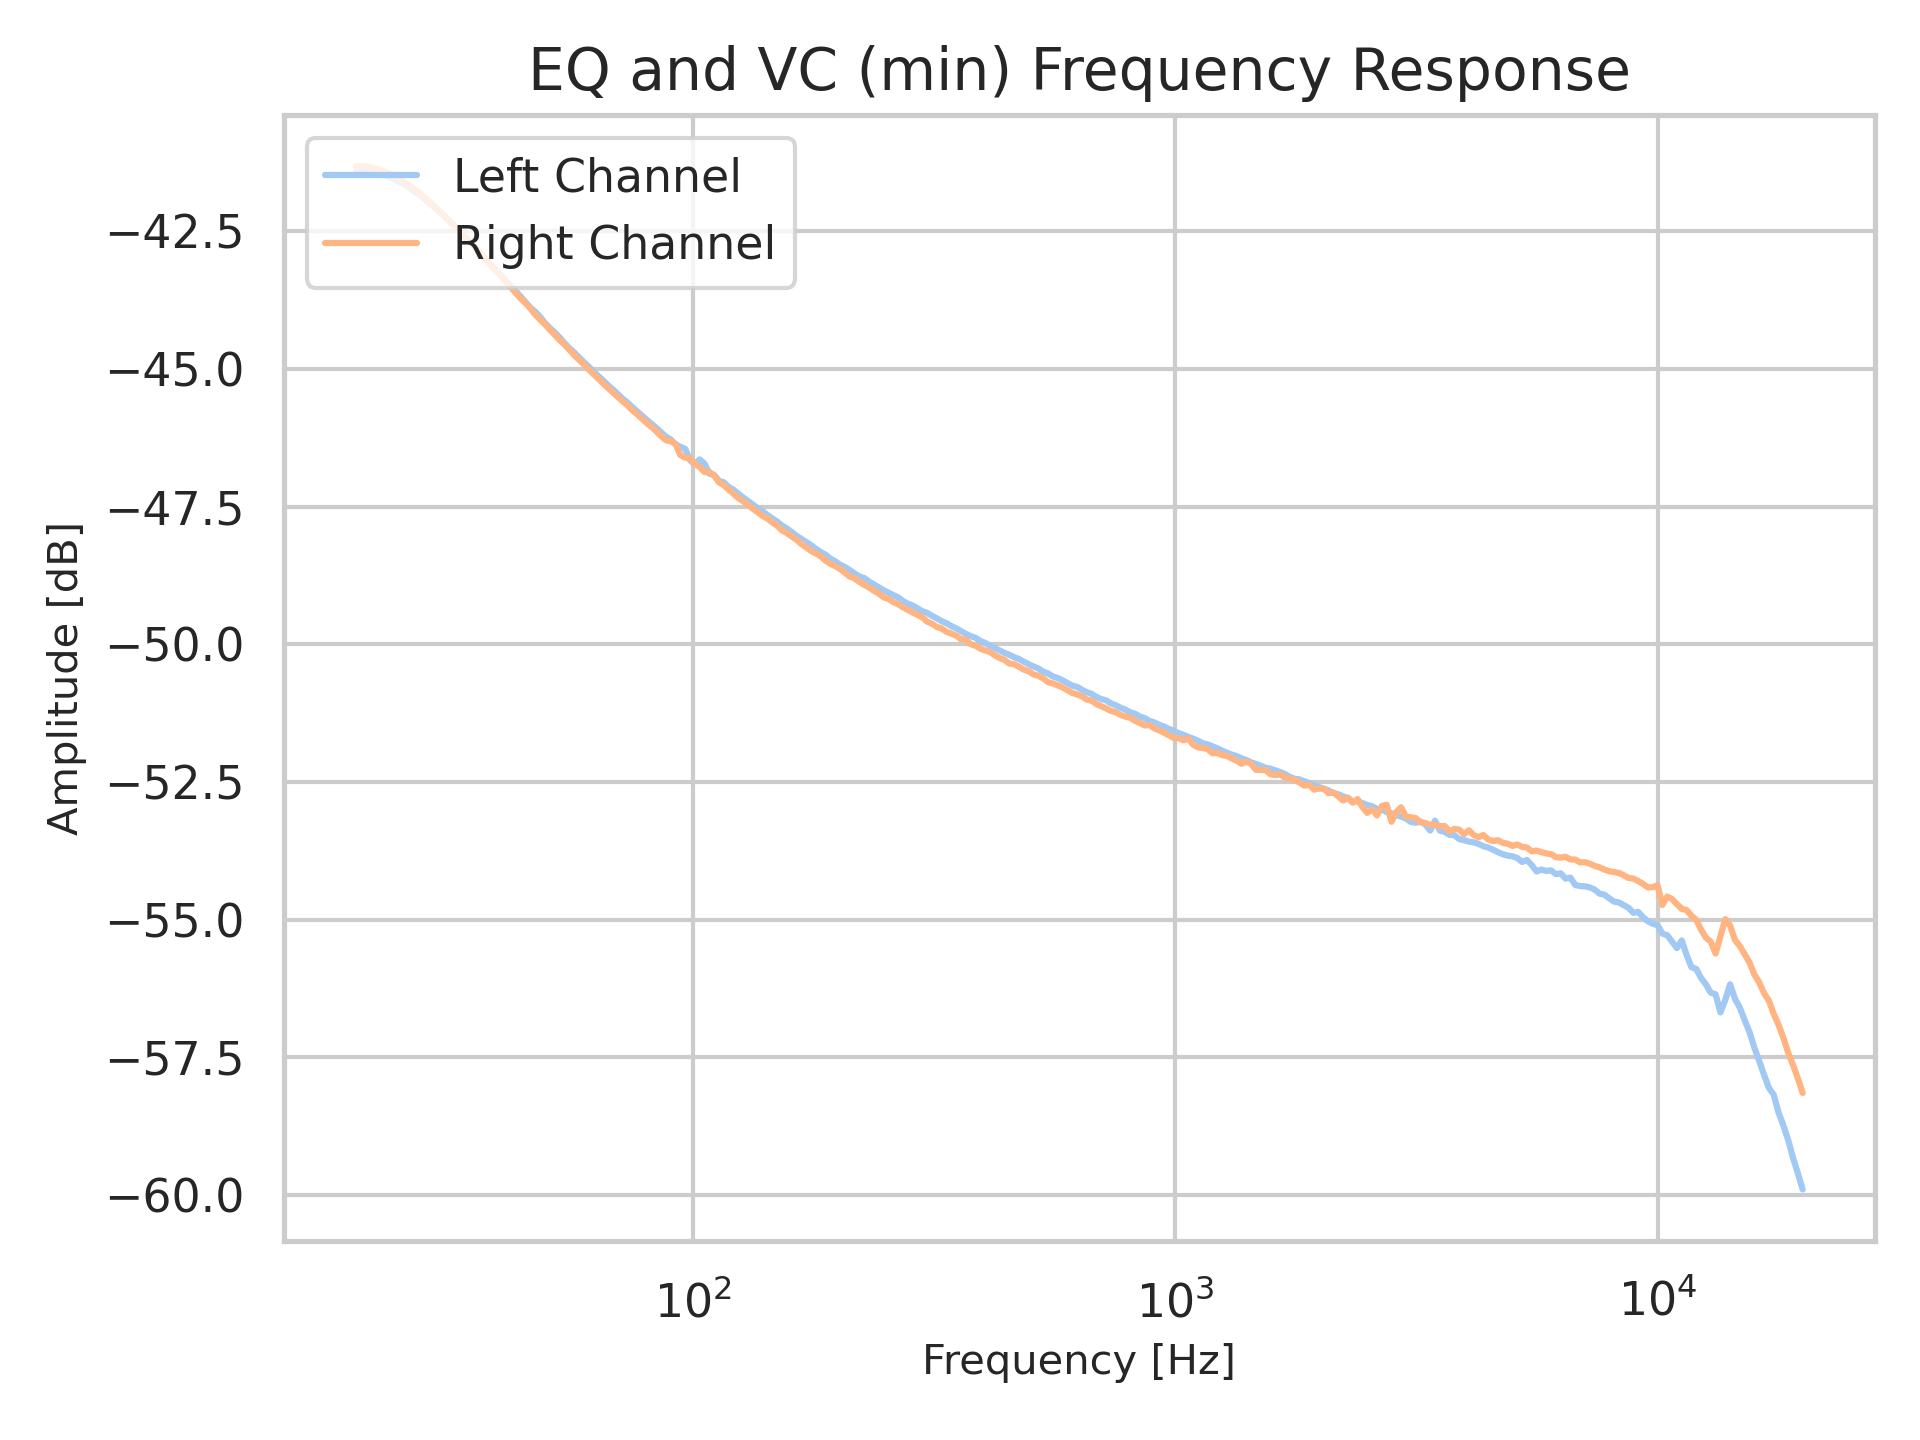 EQ and VC (min) Frequency Response
Left Channel
Right Channel
Amplitude [dB]
−42.5
−45.0
−47.5
−50.0
−52.5
−55.0
−57.5
−60.0
10² 10³ 10⁴
Frequency [Hz]